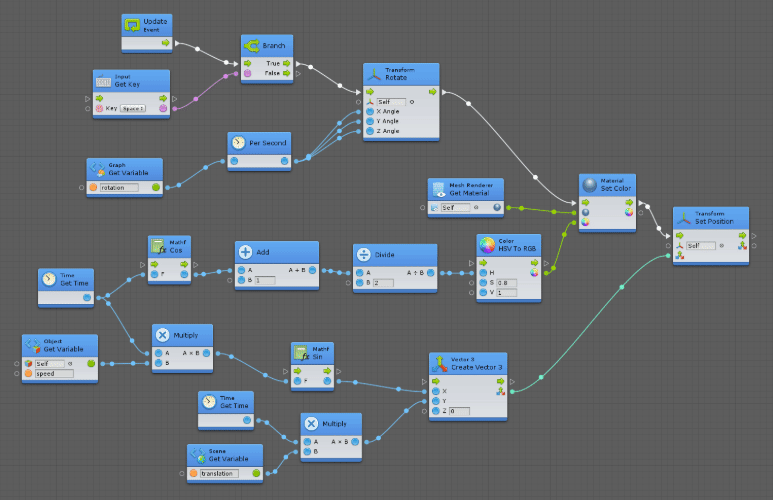 Update
Event
Branch
True
False
Input
Get Key
Key
Space
Transform
Rotate
Self
X Angle
Y Angle
Z Angle
Per Second
Graph
Get Variable
rotation
Mesh Renderer
Get Material
Self
Material
Set Color
Transform
Set Position
Self
Mathf
Cos
F
Add
A A + B
B 1
Divide
A A ÷ B
B 2
Color
HSV To RGB
H
S 0.8
V 1
Time
Get Time
Object
Get Variable
Self
speed
Multiply
A A × B
B
Mathf
Sin
F
Vector 3
Create Vector 3
X
Y
Z 0
Time
Get Time
Multiply
A A × B
B
Scene
Get Variable
translation